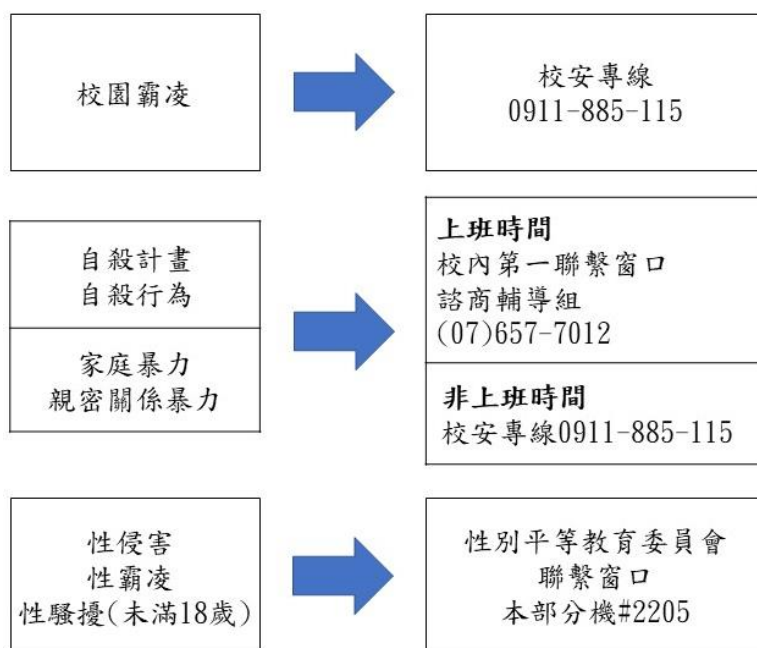 校園霸凌
校安專線
0911-885-115
自殺計畫
自殺行為
家庭暴力
親密關係暴力
上班時間
校內第一聯繫窗口
諮商輔導組
(07)657-7012
非上班時間
校安專線0911-885-115
性侵害
性霸凌
性騷擾(未滿18歲)
性別平等教育委員會
聯繫窗口
本部分機#2205